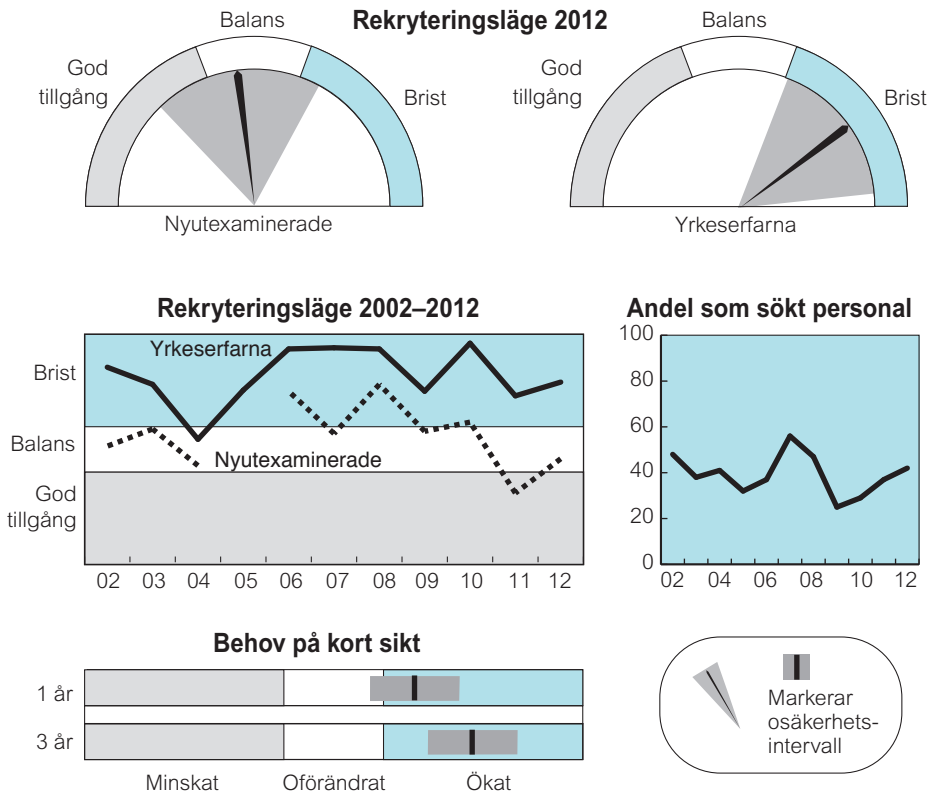 Rekryteringsläge 2012
Balans
God
tillgång
Brist
Nyutexaminerade
Balans
God
tillgång
Brist
Yrkeserfarna
Rekryteringsläge 2002–2012
Brist
Balans
God
tillgång
Yrkeserfarna
Nyutexaminerade
02 03 04 05 06 07 08 09 10 11 12
Andel som sökt personal
100
80
60
40
20
0
02 04 06 08 10 12
Behov på kort sikt
1 år
3 år
Minskat Oförändrat Ökat
Markerar
osäkerhets-
intervall